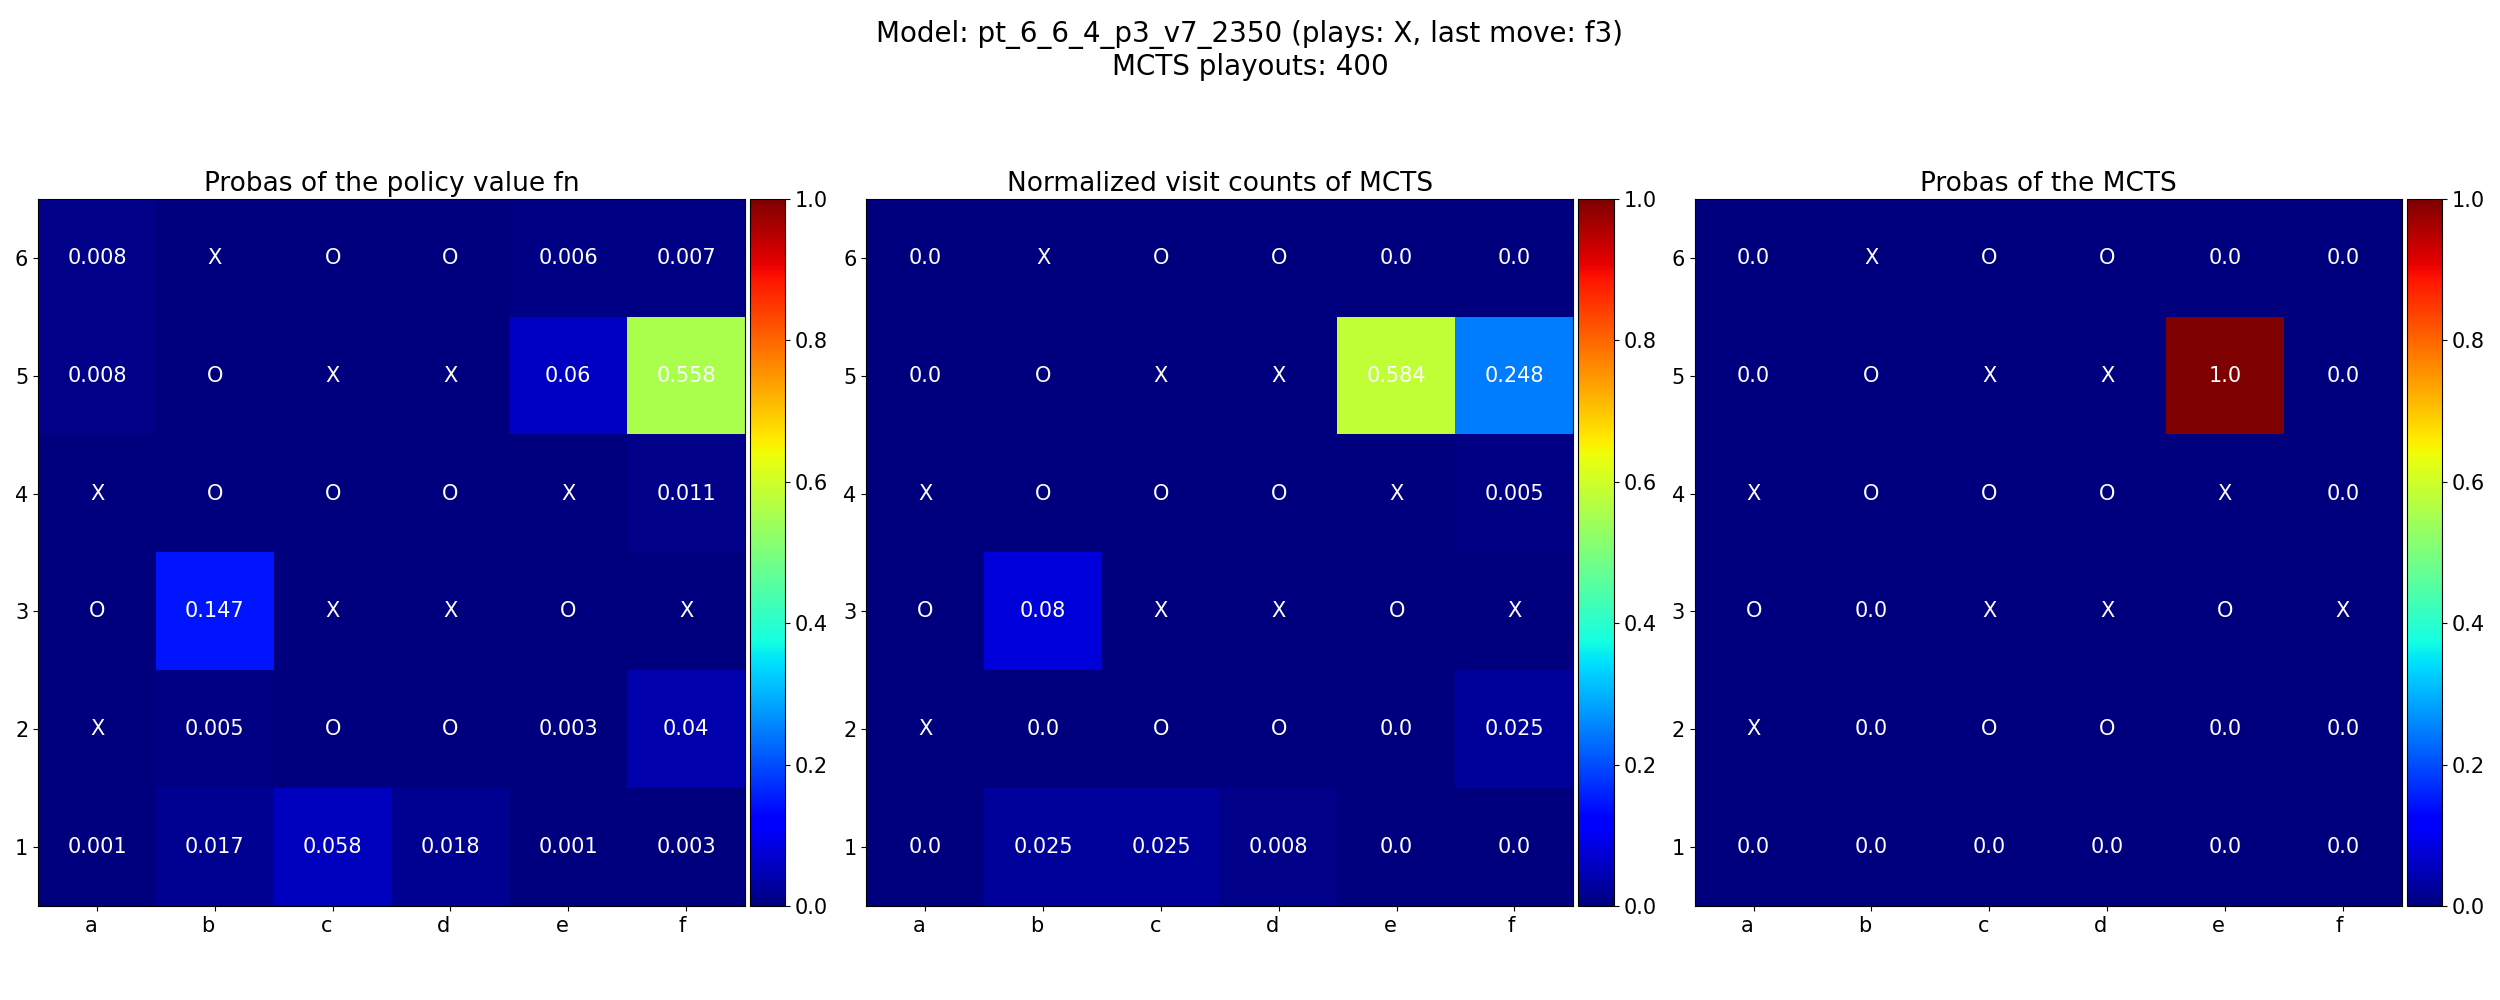 Model: pt_6_6_4_p3_v7_2350 (plays: X, last move: f3)
MCTS playouts: 400
Probas of the policy value fn
6 0.008 X O O 0.006 0.007
5 0.008 O X X 0.06 0.558
4 X O O O X 0.011
3 O 0.147 X X O X
2 X 0.005 O O 0.003 0.04
1 0.001 0.017 0.058 0.018 0.001 0.003
a b c d e f
1.0
0.8
0.6
0.4
0.2
0.0
Normalized visit counts of MCTS
6 0.0 X O O 0.0 0.0
5 0.0 O X X 0.584 0.248
4 X O O O X 0.005
3 O 0.08 X X O X
2 X 0.0 O O 0.0 0.025
1 0.0 0.025 0.025 0.008 0.0 0.0
a b c d e f
1.0
0.8
0.6
0.4
0.2
0.0
Probas of the MCTS
6 0.0 X O O 0.0 0.0
5 0.0 O X X 1.0 0.0
4 X O O O X 0.0
3 O 0.0 X X O X
2 X 0.0 O O 0.0 0.0
1 0.0 0.0 0.0 0.0 0.0 0.0
a b c d e f
1.0
0.8
0.6
0.4
0.2
0.0